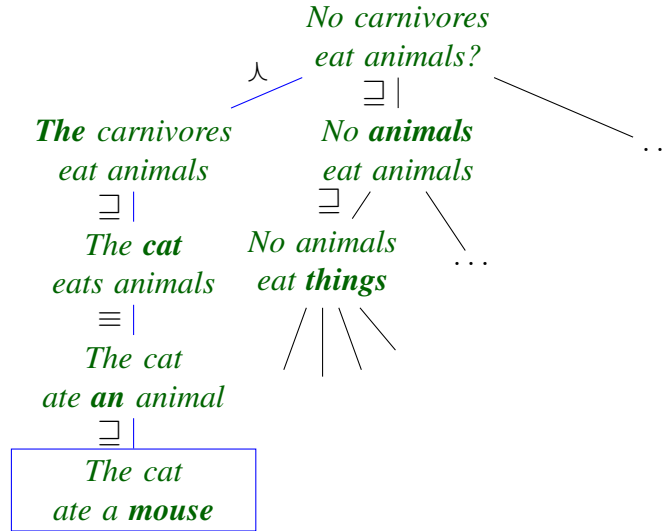 No carnivores
eat animals?
⋏
⊒
The carnivores
eat animals
No animals
eat animals
. .
⊒
⊒
The cat
eats animals
No animals
eat things
. . .
≡
The cat
ate an animal
⊒
The cat
ate a mouse